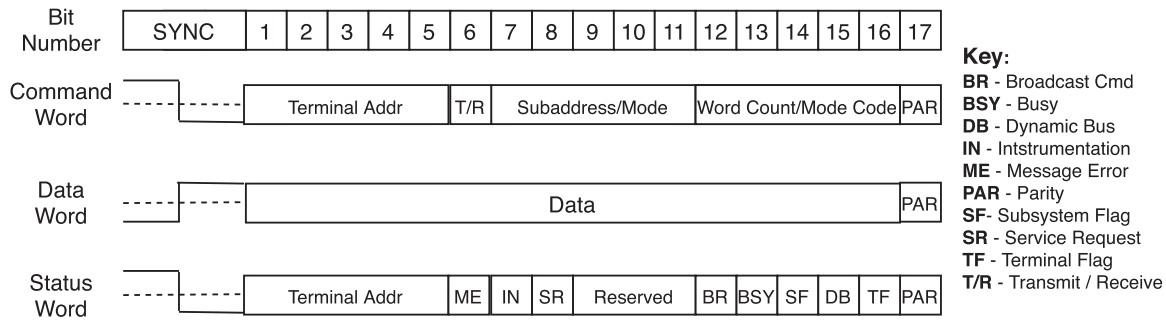 Bit Number SYNC 1 2 3 4 5 6 7 8 9 10 11 12 13 14 15 16 17
Command Word Terminal Addr T/R Subaddress/Mode Word Count/Mode Code PAR
Data Word Data PAR
Status Word Terminal Addr ME IN SR Reserved BR BSY SF DB TF PAR
Key:
BR - Broadcast Cmd
BSY - Busy
DB - Dynamic Bus
IN - Intstrumentation
ME - Message Error
PAR - Parity
SF- Subsystem Flag
SR - Service Request
TF - Terminal Flag
T/R - Transmit / Receive